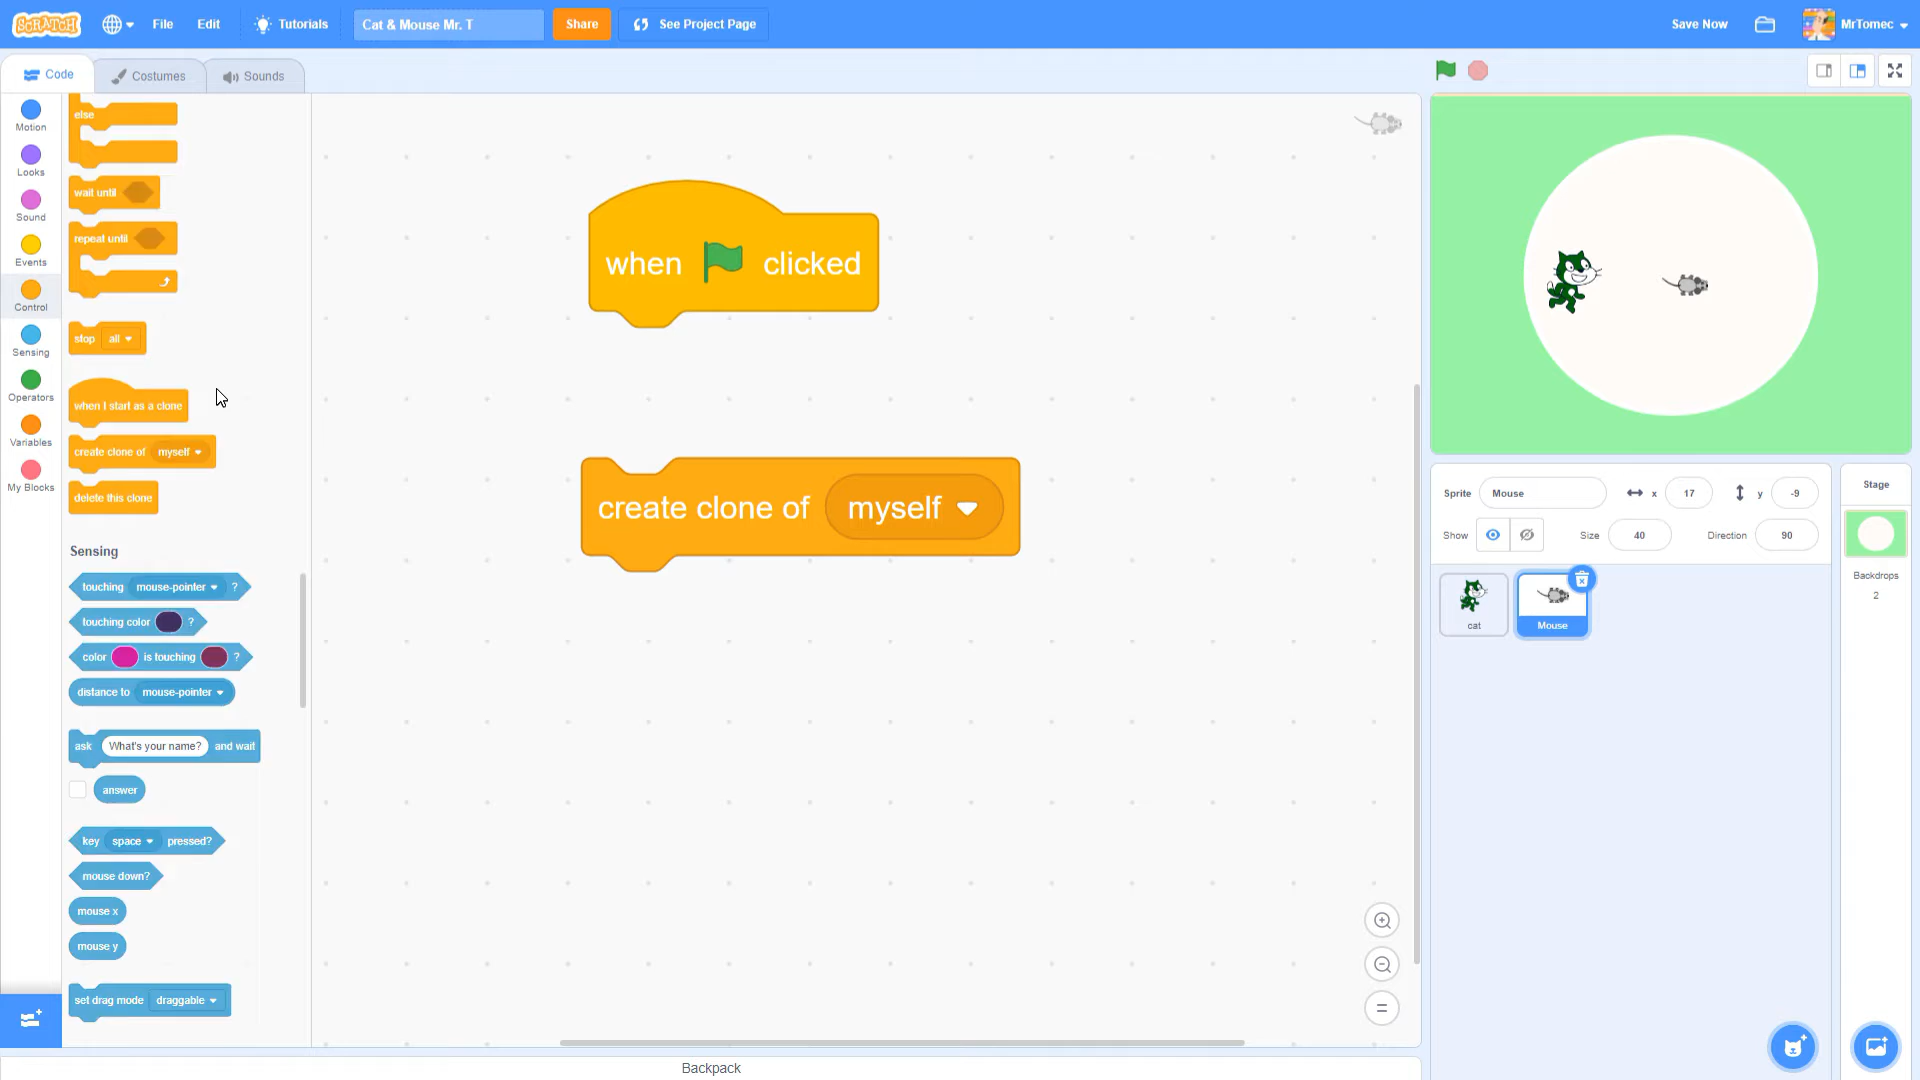 SCRATCH
File
Edit
Tutorials
Cat & Mouse Mr. T
Share
See Project Page
Save Now
MrTomec
Code
Costumes
Sounds
Motion
Looks
Sound
Events
Control
Sensing
Operators
Variables
My Blocks
else
wait until
repeat until
stop all
when I start as a clone
create clone of myself
delete this clone
Sensing
touching mouse-pointer ?
touching color ?
color is touching ?
distance to mouse-pointer
ask What's your name? and wait
answer
key space pressed?
mouse down?
mouse x
mouse y
set drag mode draggable
when clicked
create clone of myself
Backpack
Sprite Mouse x 17 y -9
Show Size 40 Direction 90
cat
Mouse
Stage
Backdrops
2